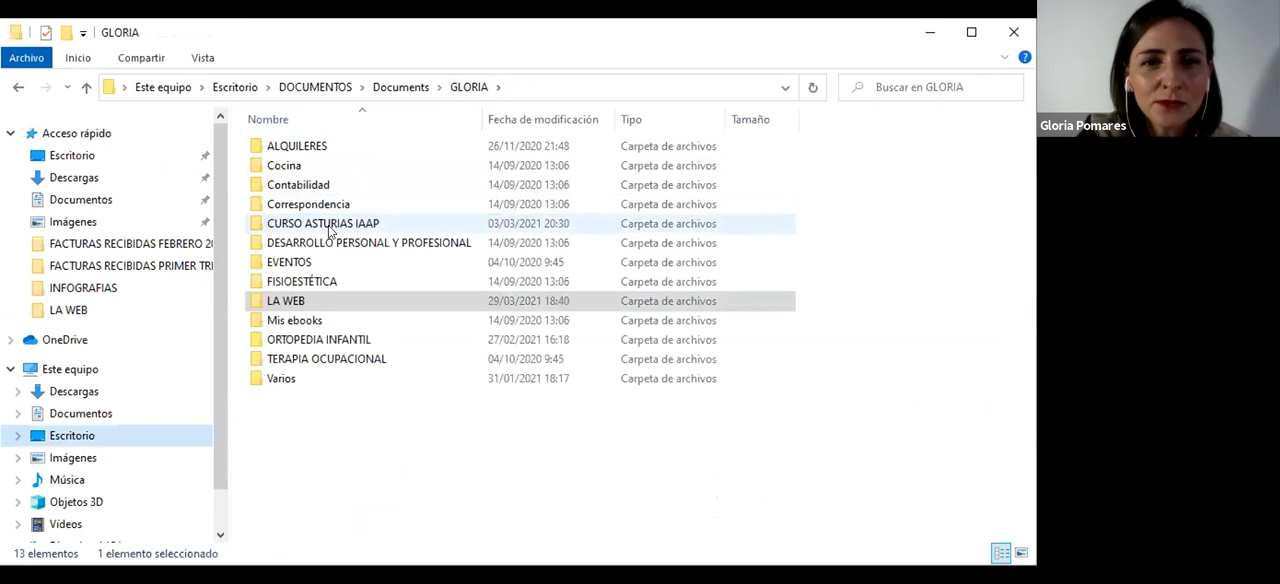 GLORIA
Archivo Inicio Compartir Vista
Este equipo Escritorio DOCUMENTOS Documents GLORIA
Buscar en GLORIA
Gloria Pomares
Nombre Fecha de modificación Tipo Tamaño
Acceso rápido
Escritorio
Descargas
Documentos
Imágenes
FACTURAS RECIBIDAS FEBRERO 20
FACTURAS RECIBIDAS PRIMER TRI
INFOGRAFIAS
LA WEB
OneDrive
Este equipo
Descargas
Documentos
Escritorio
Imágenes
Música
Objetos 3D
Vídeos
ALQUILERES 26/11/2020 21:48 Carpeta de archivos
Cocina 14/09/2020 13:06 Carpeta de archivos
Contabilidad 14/09/2020 13:06 Carpeta de archivos
Correspondencia 14/09/2020 13:06 Carpeta de archivos
CURSO ASTURIAS IAAP 03/03/2021 20:30 Carpeta de archivos
DESARROLLO PERSONAL Y PROFESIONAL 14/09/2020 13:06 Carpeta de archivos
EVENTOS 04/10/2020 9:45 Carpeta de archivos
FISIOESTÉTICA 14/09/2020 13:06 Carpeta de archivos
LA WEB 29/03/2021 18:40 Carpeta de archivos
Mis ebooks 14/09/2020 13:06 Carpeta de archivos
ORTOPEDIA INFANTIL 27/02/2021 16:18 Carpeta de archivos
TERAPIA OCUPACIONAL 04/10/2020 9:45 Carpeta de archivos
Varios 31/01/2021 18:17 Carpeta de archivos
13 elementos 1 elemento seleccionado